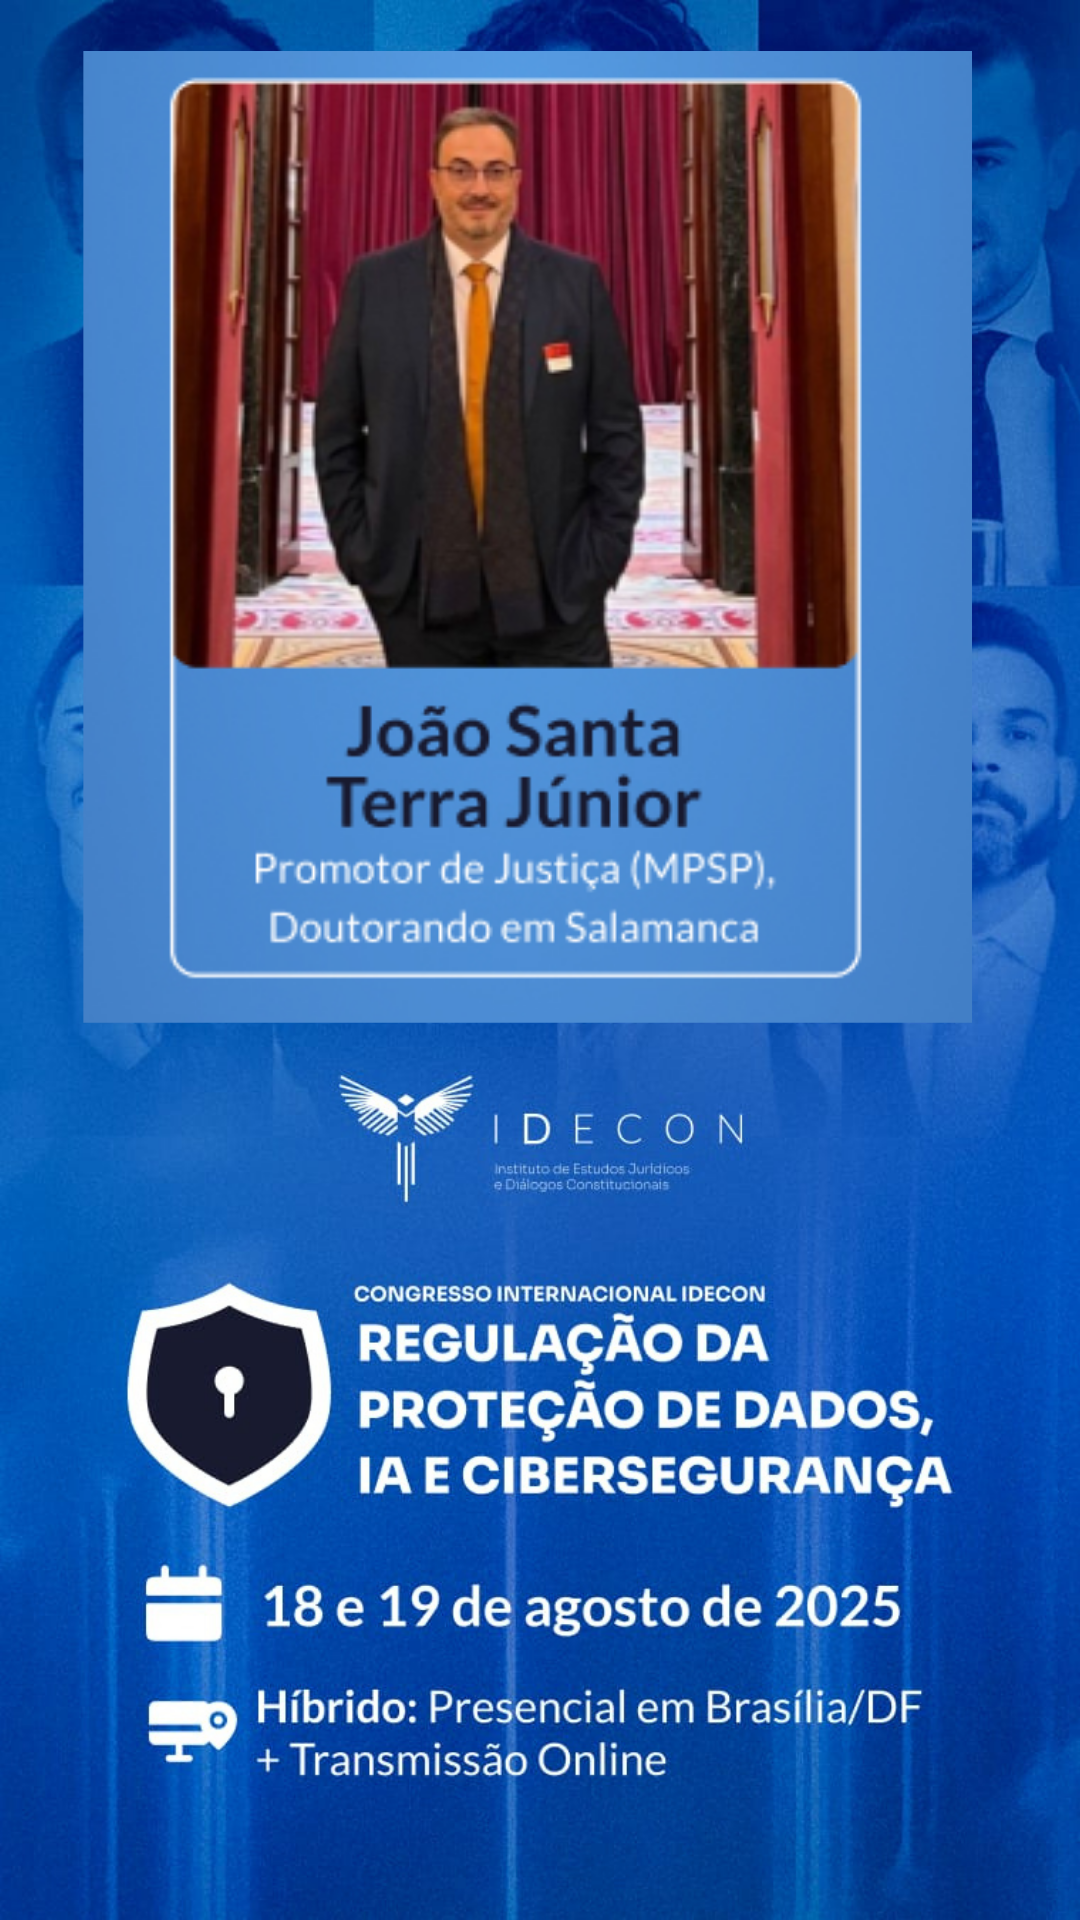 João Santa
Terra Júnior
Promotor de Justiça (MPSP),
Doutorando em Salamanca
IDECON
Instituto de Estudos Jurídicos
e Diálogos Constitucionais
CONGRESSO INTERNACIONAL IDECON
REGULAÇÃO DA
PROTEÇÃO DE DADOS,
IA E CIBERSEGURANÇA
18 e 19 de agosto de 2025
Híbrido: Presencial em Brasília/DF
+ Transmissão Online